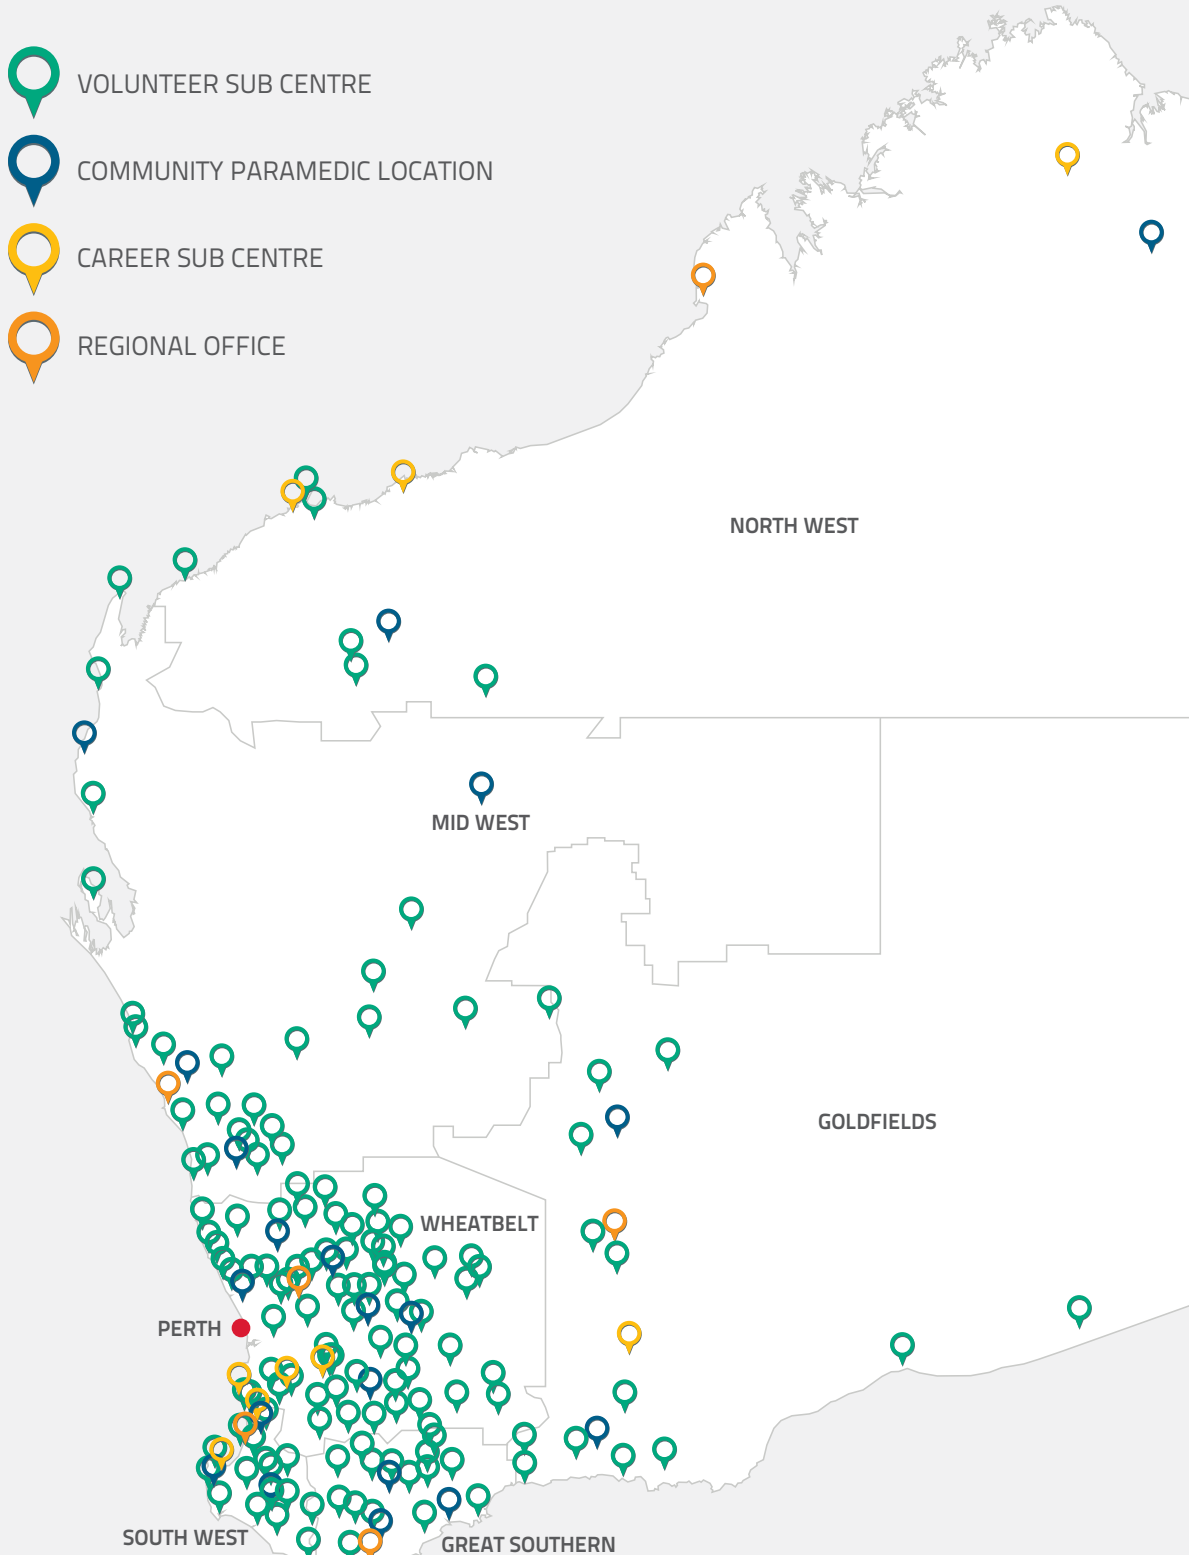 VOLUNTEER SUB CENTRE
COMMUNITY PARAMEDIC LOCATION
CAREER SUB CENTRE
REGIONAL OFFICE
NORTH WEST
MID WEST
GOLDFIELDS
WHEATBELT
PERTH
SOUTH WEST
GREAT SOUTHERN